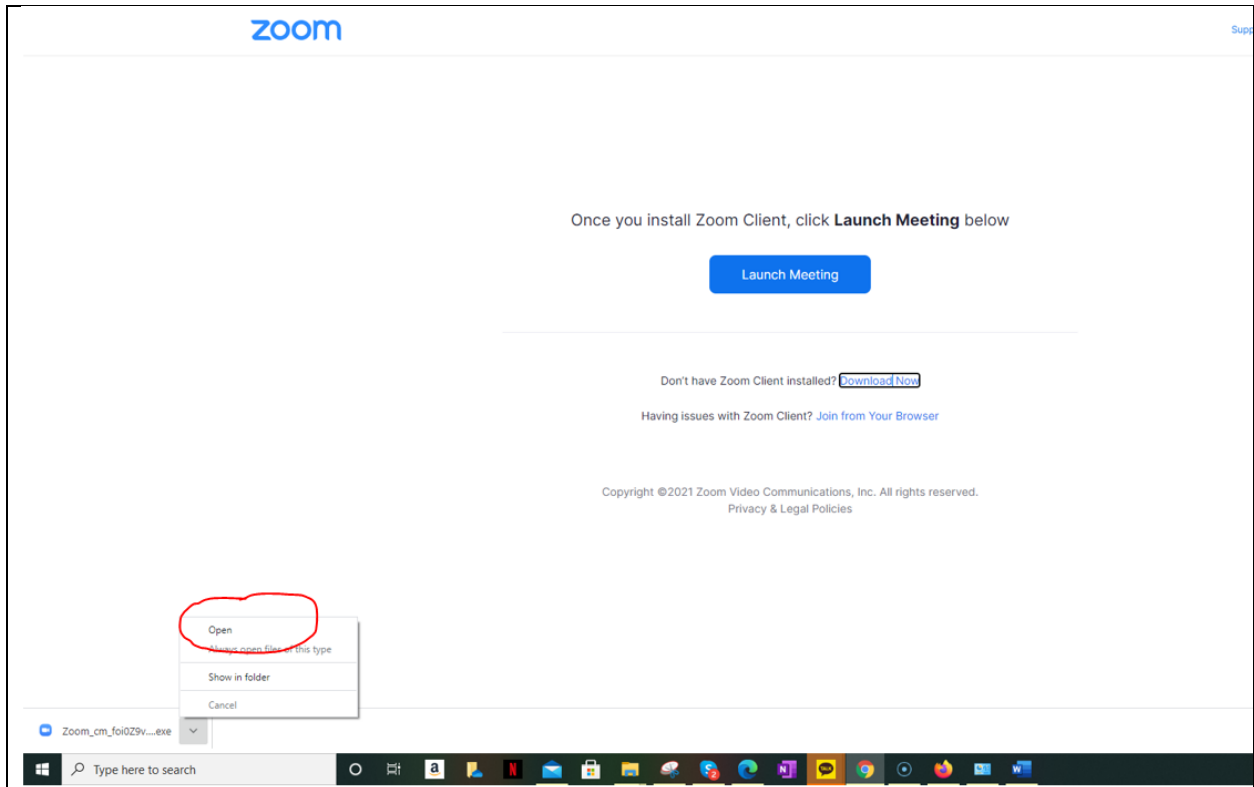 zoom
Supp
Once you install Zoom Client, click Launch Meeting below
Launch Meeting
Don't have Zoom Client installed? Download Now
Having issues with Zoom Client? Join from Your Browser
Copyright ©2021 Zoom Video Communications, Inc. All rights reserved.
Privacy & Legal Policies
Open
Always open files of this type
Show in folder
Cancel
Zoom_cm_foi0Z9v....exe
Type here to search
a
N
S
2
N
TALK
W